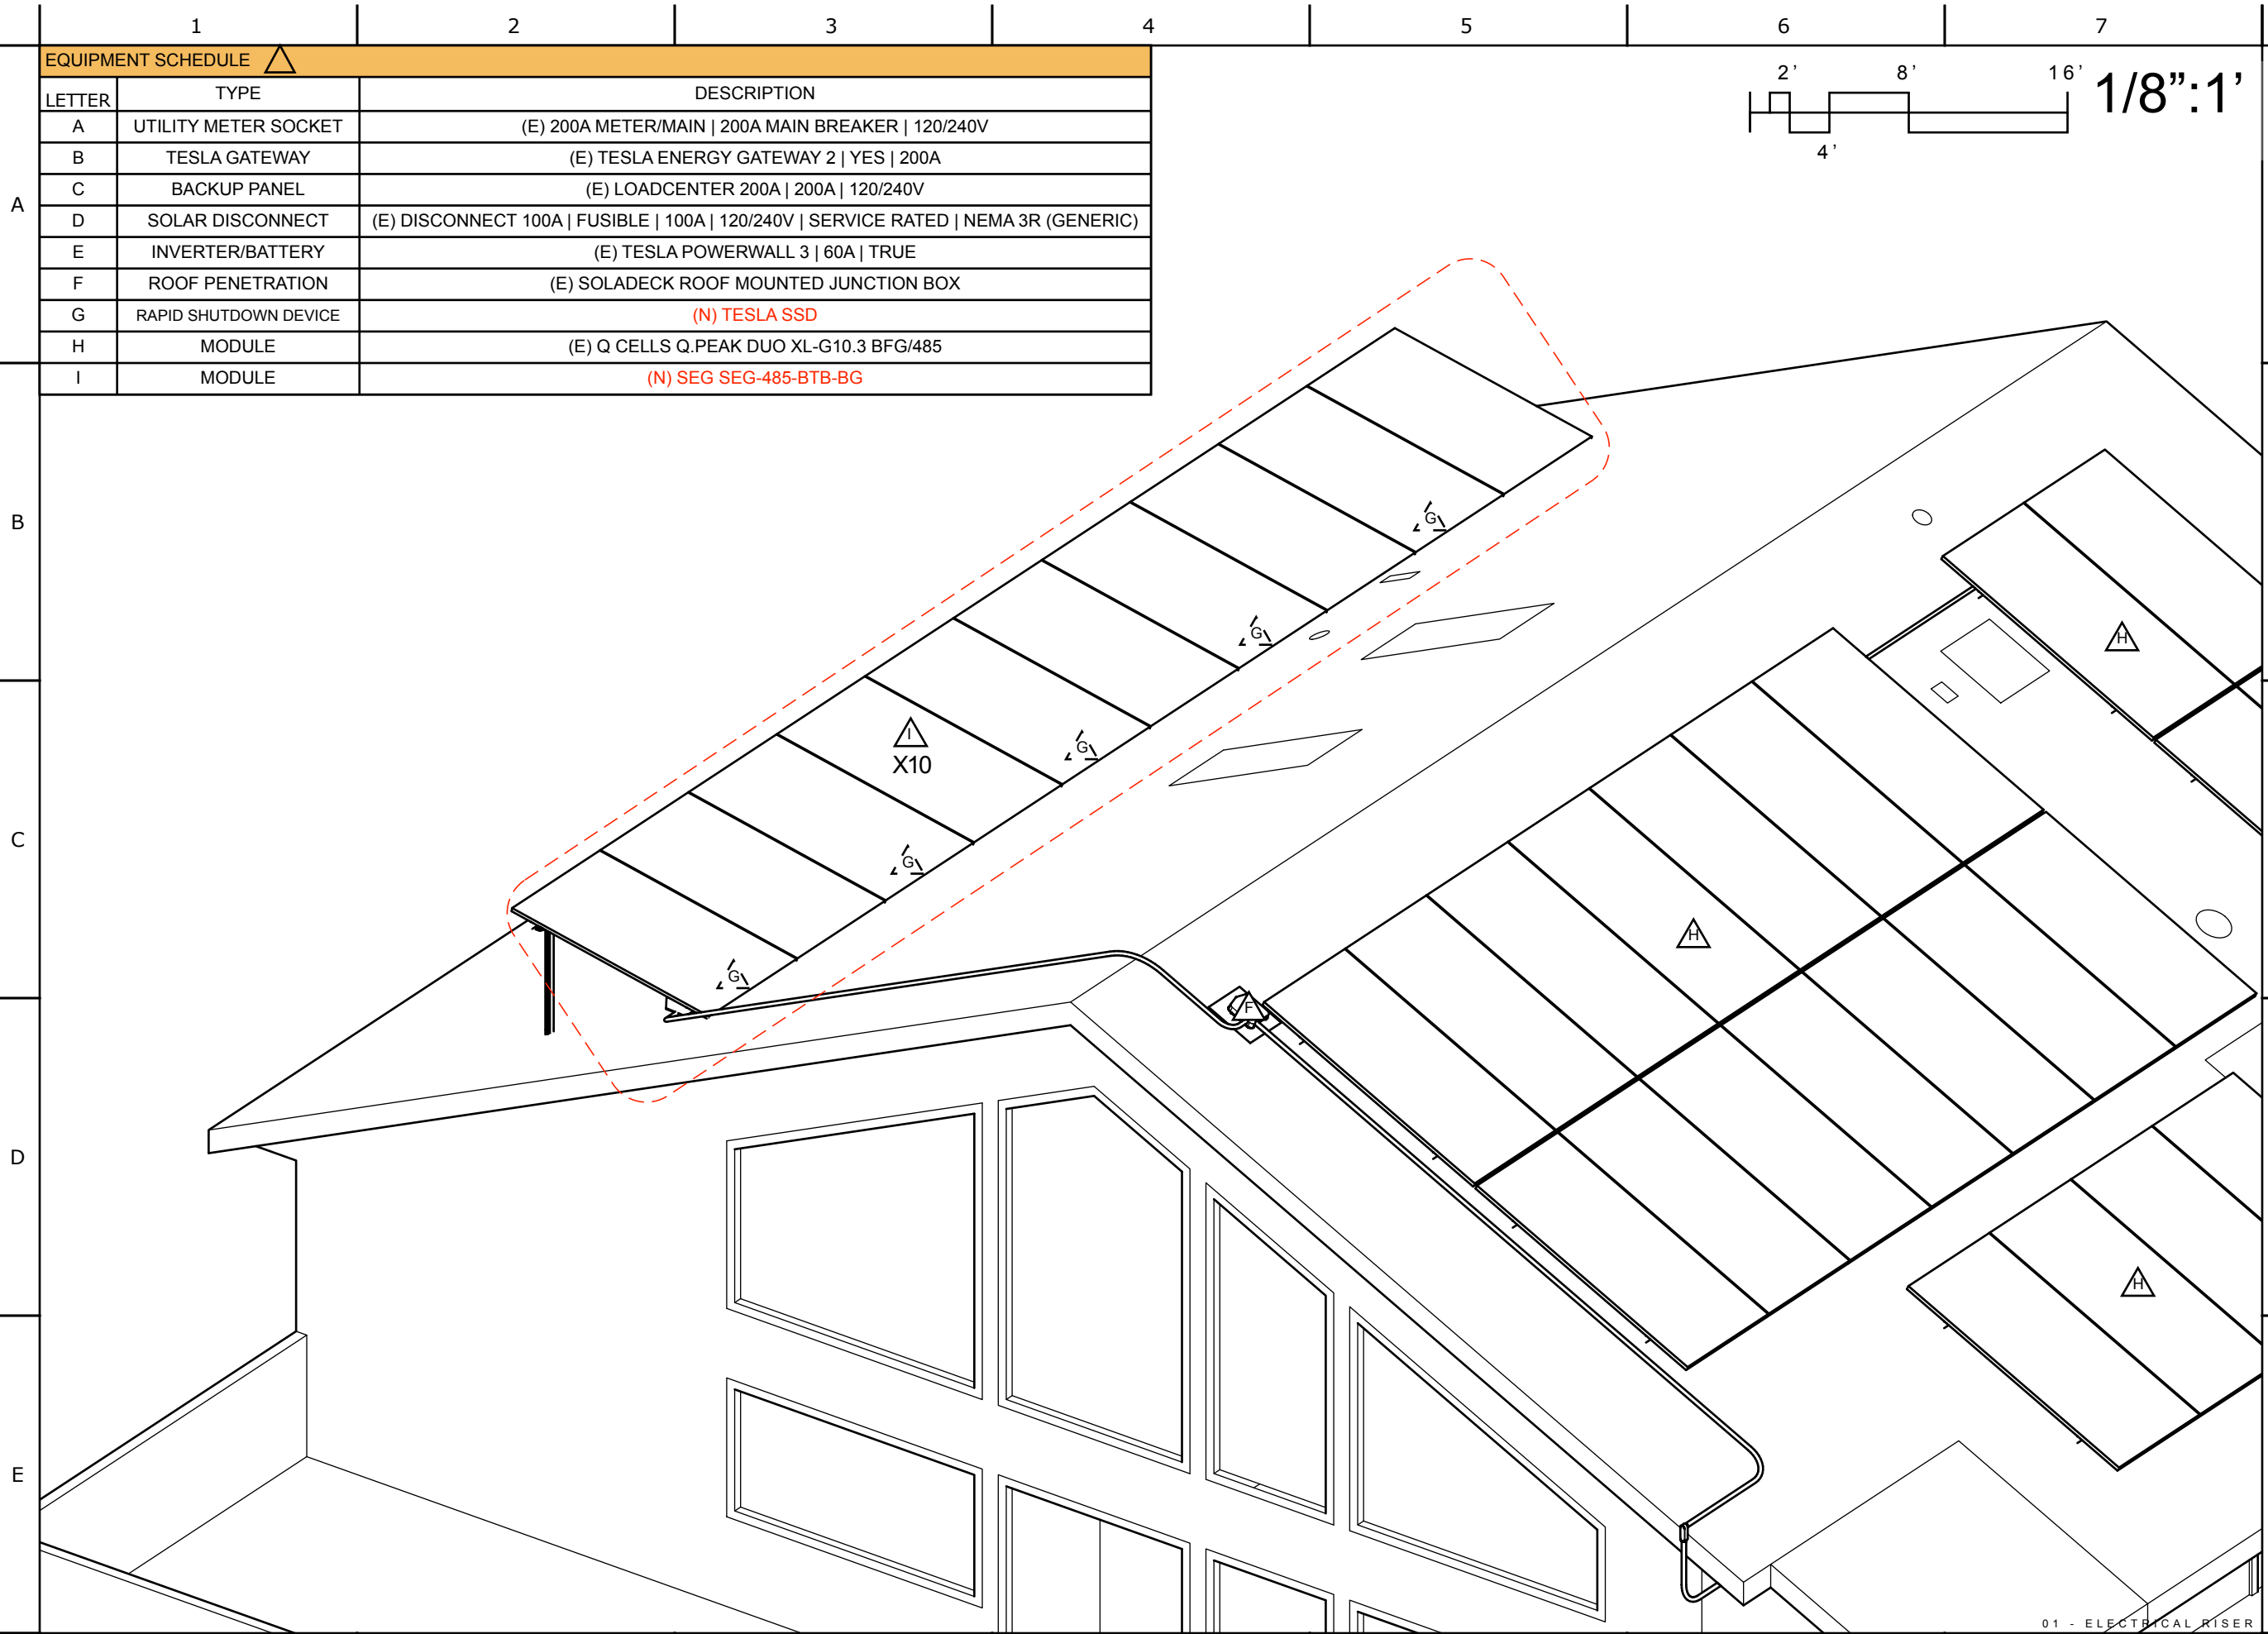 1 2 3 4 5 6 7
EQUIPMENT SCHEDULE
LETTER TYPE DESCRIPTION
A UTILITY METER SOCKET (E) 200A METER/MAIN | 200A MAIN BREAKER | 120/240V
B TESLA GATEWAY (E) TESLA ENERGY GATEWAY 2 | YES | 200A
C BACKUP PANEL (E) LOADCENTER 200A | 200A | 120/240V
D SOLAR DISCONNECT (E) DISCONNECT 100A | FUSIBLE | 100A | 120/240V | SERVICE RATED | NEMA 3R (GENERIC)
E INVERTER/BATTERY (E) TESLA POWERWALL 3 | 60A | TRUE
F ROOF PENETRATION (E) SOLADECK ROOF MOUNTED JUNCTION BOX
G RAPID SHUTDOWN DEVICE (N) TESLA SSD
H MODULE (E) Q CELLS Q.PEAK DUO XL-G10.3 BFG/485
I MODULE (N) SEG SEG-485-BTB-BG
2' 8' 16'
1/8”:1’
4'
A
B
G
G
H
I
X10
G
C
G
H
G
F
D
H
E
01 - ELECTRICAL RISER